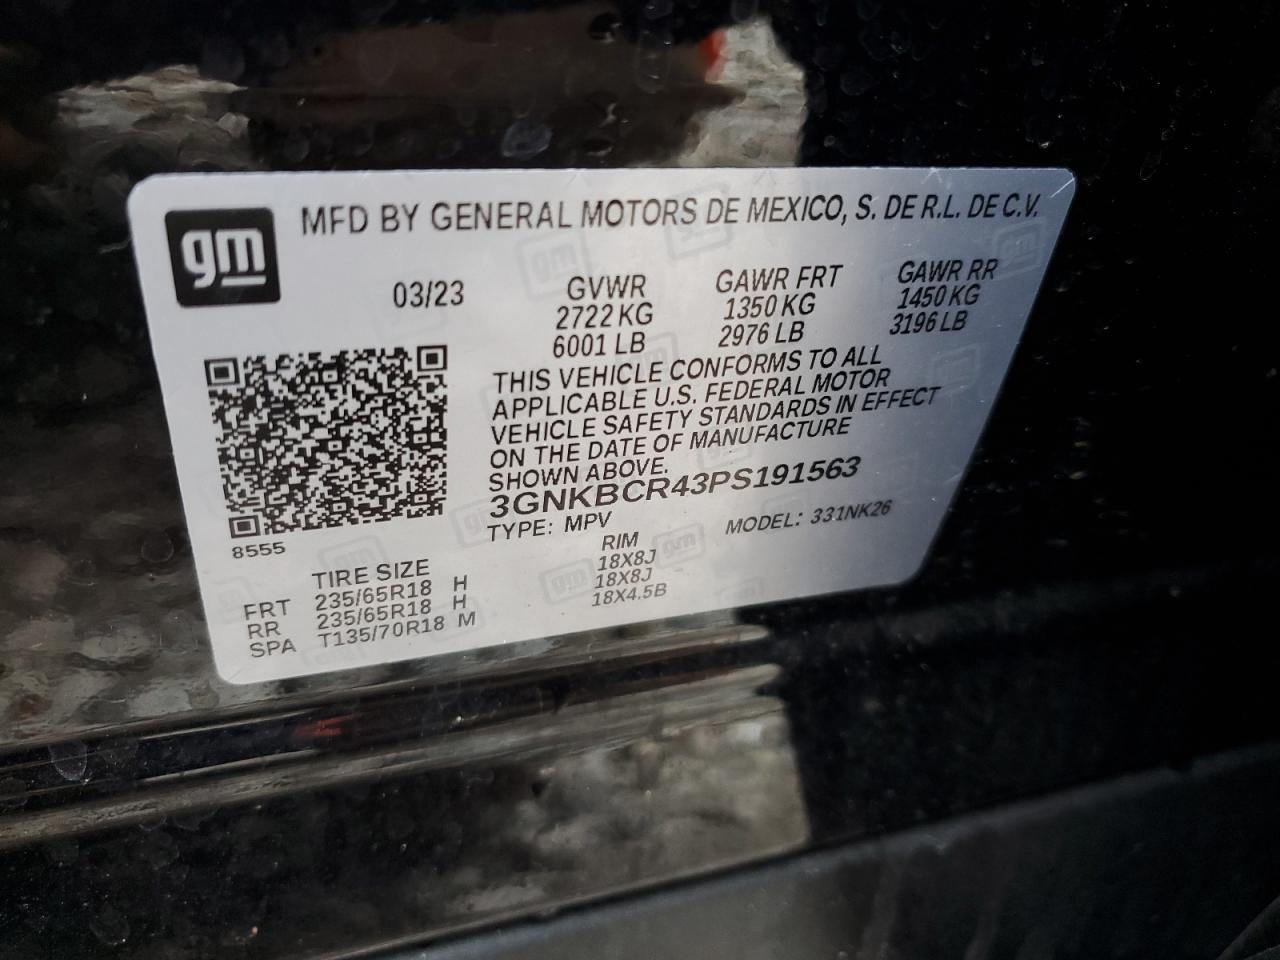 gm
MFD BY GENERAL MOTORS DE MEXICO, S. DE R.L. DE C.V.
03/23 GVWR GAWR FRT GAWR RR
2722 KG 1350 KG 1450 KG
6001 LB 2976 LB 3196 LB
THIS VEHICLE CONFORMS TO ALL
APPLICABLE U.S. FEDERAL MOTOR
VEHICLE SAFETY STANDARDS IN EFFECT
ON THE DATE OF MANUFACTURE
SHOWN ABOVE.
3GNKBCR43PS191563
TYPE: MPV MODEL: 331NK26
8555
TIRE SIZE RIM
FRT 235/65R18 H 18X8J
RR 235/65R18 H 18X8J
SPA T135/70R18 M 18X4.5B